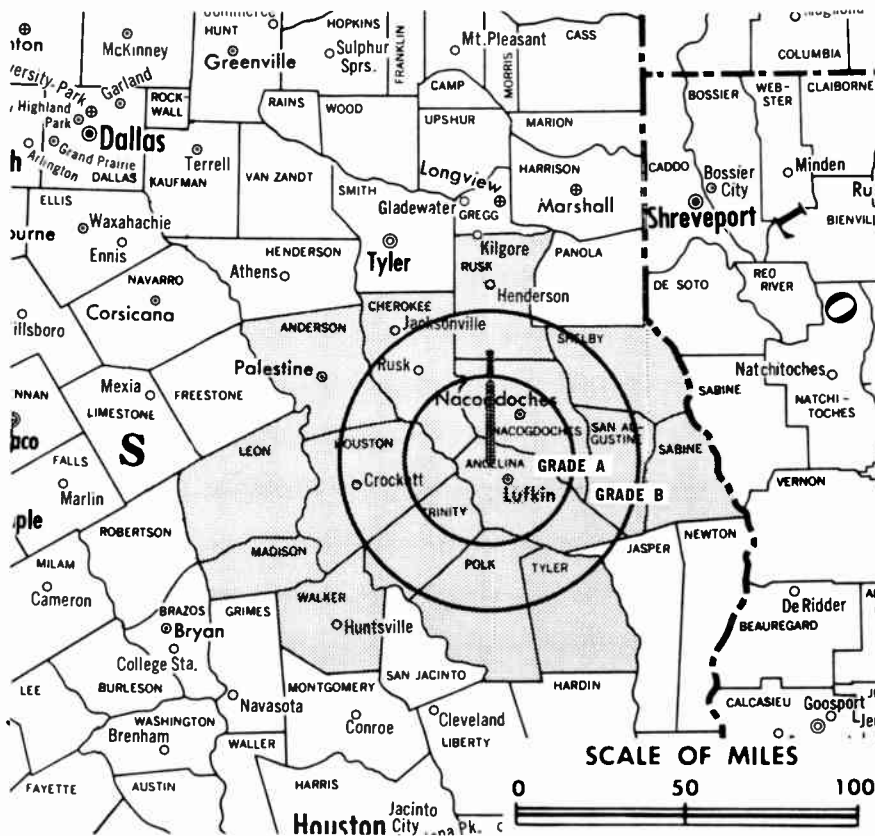 HOPKINS
CASS
HUNT
McKinney
Greenville
Sulphur
Sprs.
FRANKLIN
Mt. Pleasant
MORRIS
COLUMBIA
Garland
Highland
Park
Dallas
ROCK-
WALL
RAINS
WOOD
CAMP
UPSHUR
MARION
BOSSIER
WEB-
STER
CLAIBORNE
Arlington
Grand Prairie
DALLAS
KAUFMAN
Terrell
VAN ZANDT
SMITH
Longview
HARRISON
Marshall
CADDO
Bossier
City
Minden
Shreveport
BIENVILLE
ELLIS
Waxahachie
Ennis
Gladewater
GREGG
Kilgore
HENDERSON
Athens
Tyler
RUSK
Henderson
PANOLA
DE SOTO
RED
RIVER
NAVARRO
Corsicana
ANDERSON
CHEROKEE
Jacksonville
SHELBY
O
Palestine
Rusk
Natchitoches
NATCHI-
TOCHES
Mexia
LIMESTONE
FREESTONE
Nacogdoches
NACOGDOCHES
SAN AU-
GUSTINE
SABINE
SABINE
S
LEON
HOUSTON
Crockett
ANGELINA
GRADE A
Lufkin
GRADE B
VERNON
FALLS
Marlin
ROBERTSON
TRINITY
MADISON
POLK
TYLER
JASPER
NEWTON
MILAM
Cameron
BRAZOS
Bryan
College Sta.
GRIMES
WALKER
Huntsville
De Ridder
BEAUREGARD
LEE
BURLESON
SAN JACINTO
HARDIN
MONTGOMERY
Navasota
Conroe
Cleveland
LIBERTY
CALCASIEU
Goosport
WASHINGTON
Brenham
WALLER
FAYETTE
AUSTIN
HARRIS
Houston
Jacinto
City
SCALE OF MILES
0 50 100